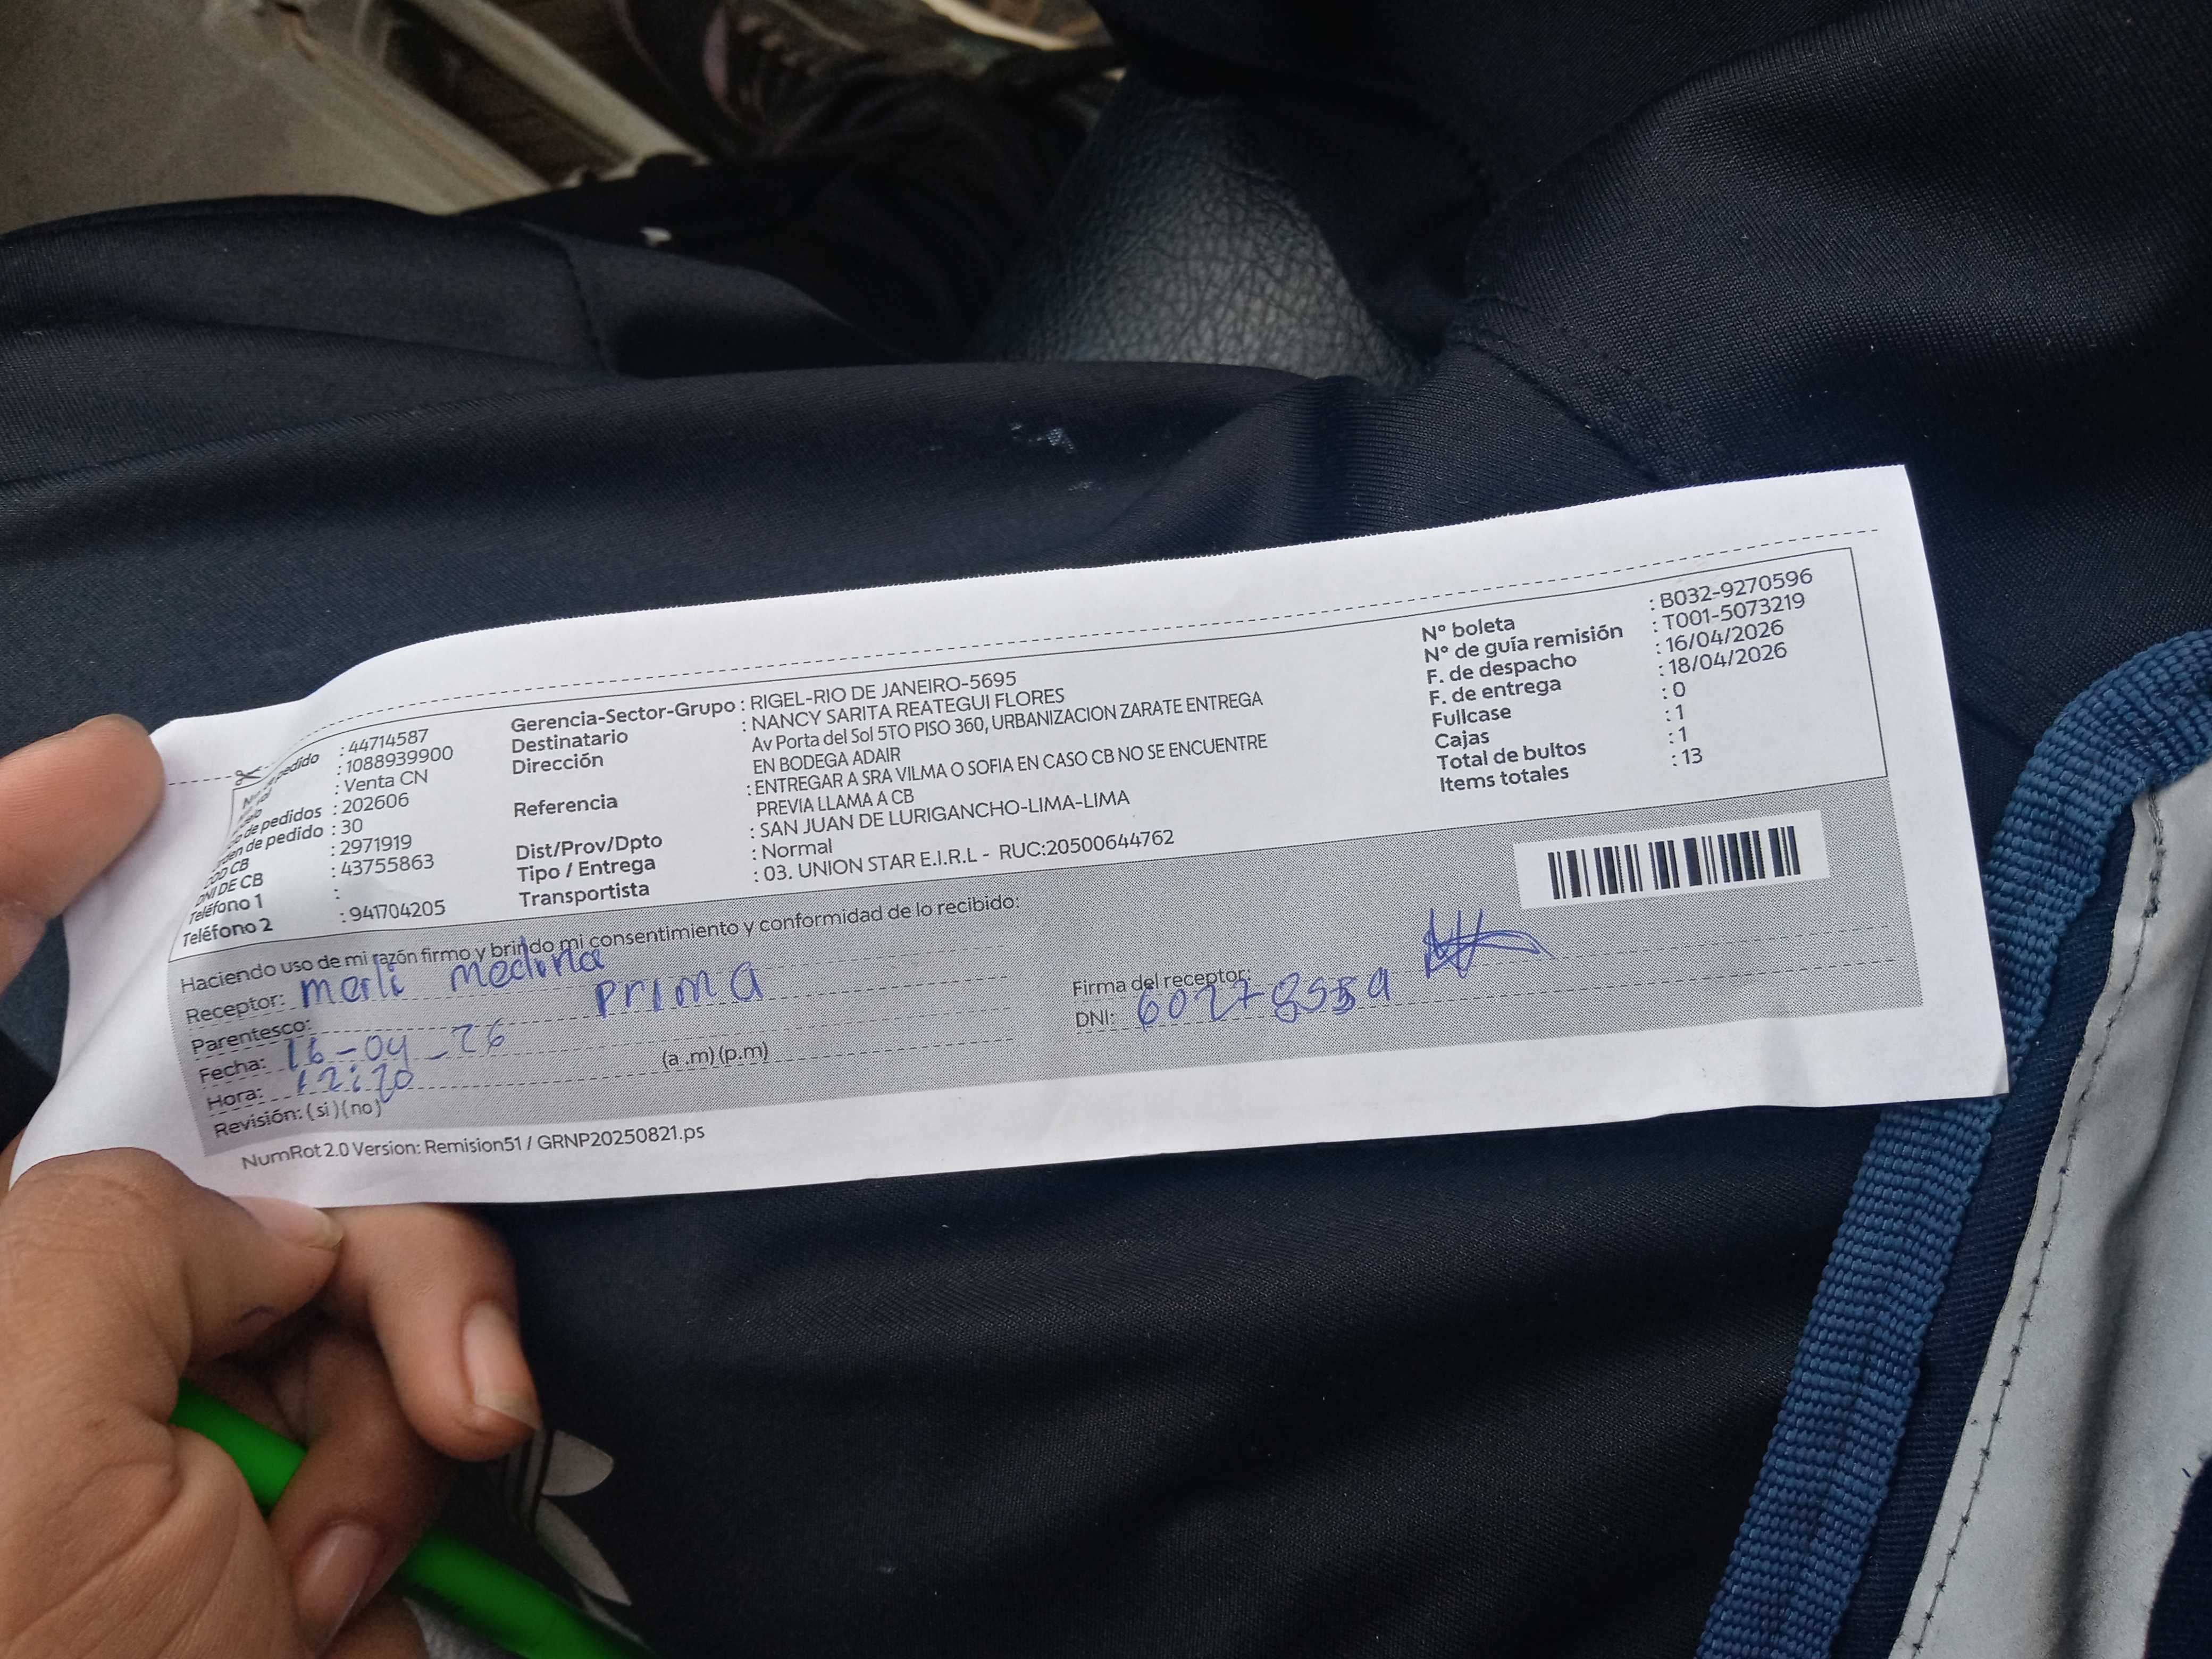 pedido : 44714587
: 1088939900
: Venta CN
de pedidos : 202606
de pedido : 30
COD CB : 2971919
DNI DE CB : 43755863
Teléfono 1 :
Teléfono 2 : 941704205
Gerencia-Sector-Grupo : RIGEL-RIO DE JANEIRO-5695
Destinatario : NANCY SARITA REATEGUI FLORES
Dirección Av Porta del Sol 5TO PISO 360, URBANIZACION ZARATE ENTREGA
EN BODEGA ADAIR
Referencia : ENTREGAR A SRA VILMA O SOFIA EN CASO CB NO SE ENCUENTRE
PREVIA LLAMA A CB
Dist/Prov/Dpto : SAN JUAN DE LURIGANCHO-LIMA-LIMA
Tipo / Entrega : Normal
Transportista : 03. UNION STAR E.I.R.L - RUC:20500644762
N° boleta : B032-9270596
N° de guía remisión : T001-5073219
F. de despacho : 16/04/2026
F. de entrega : 18/04/2026
Fullcase : 0
Cajas : 1
Total de bultos : 1
Items totales : 13
Haciendo uso de mi razón firmo y brindo mi consentimiento y conformidad de lo recibido:
Receptor: Merli medina
Parentesco: prima
Fecha: 16-04-26
Hora: 12:20 (a .m) (p.m)
Revisión: (si) (no)
Firma del receptor:
DNI:
NumRot 2.0 Version: Remision51 / GRNP20250821.ps